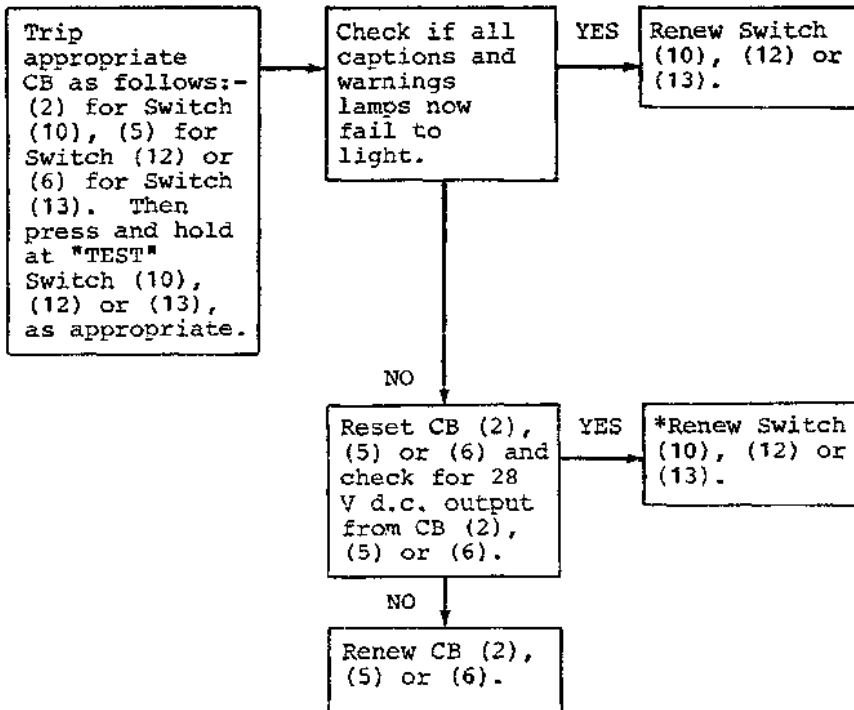 Trip
appropriate
CB as follows:-
(2) for Switch
(10), (5) for
Switch (12) or
(6) for Switch
(13). Then
press and hold
at "TEST"
Switch (10),
(12) or (13),
as appropriate.
Check if all
captions and
warnings
lamps now
fail to
light.
YES
Renew Switch
(10), (12) or
(13).
NO
Reset CB (2),
(5) or (6) and
check for 28
V d.c. output
from CB (2),
(5) or (6).
YES
*Renew Switch
(10), (12) or
(13).
NO
Renew CB (2),
(5) or (6).